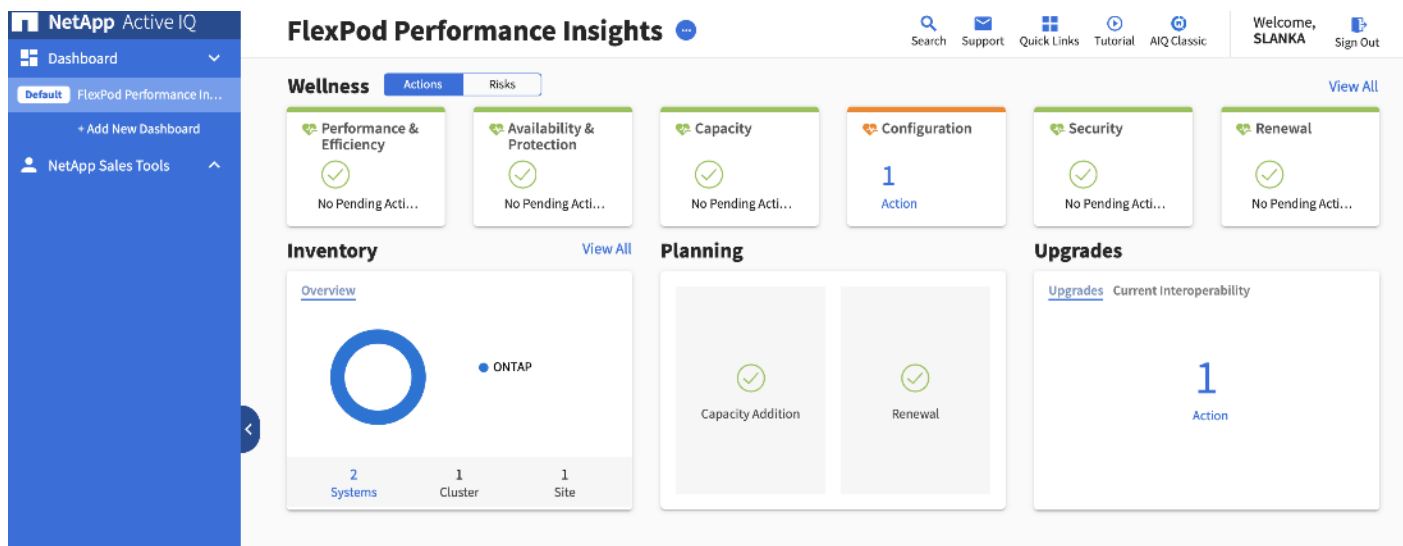 NetApp Active IQ
Dashboard
Default FlexPod Performance In...
+ Add New Dashboard
NetApp Sales Tools
FlexPod Performance Insights
Search Support Quick Links Tutorial AIQ Classic
Welcome,
SLANKA
Sign Out
Wellness Actions Risks View All
Performance &
Efficiency
No Pending Acti...
Availability &
Protection
No Pending Acti...
Capacity
No Pending Acti...
Configuration
1
Action
Security
No Pending Acti...
Renewal
No Pending Acti...
Inventory View All
Overview
ONTAP
2 1 1
Systems Cluster Site
Planning
Capacity Addition Renewal
Upgrades
Upgrades Current Interoperability
1
Action